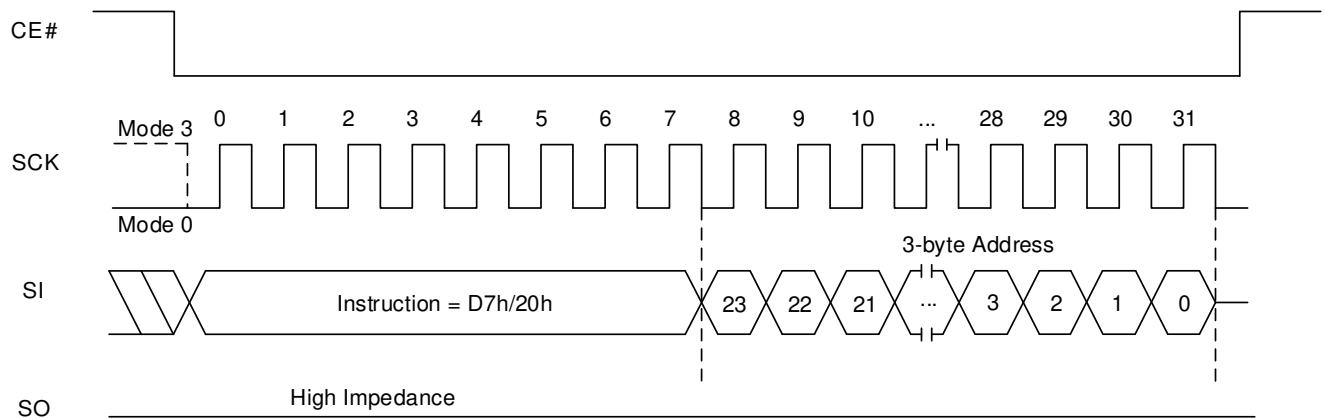 CE#
Mode 3
0 1 2 3 4 5 6 7 8 9 10 ... 28 29 30 31
SCK
Mode 0
3-byte Address
SI
Instruction = D7h/20h
23 22 21 ... 3 2 1 0
High Impedance
SO